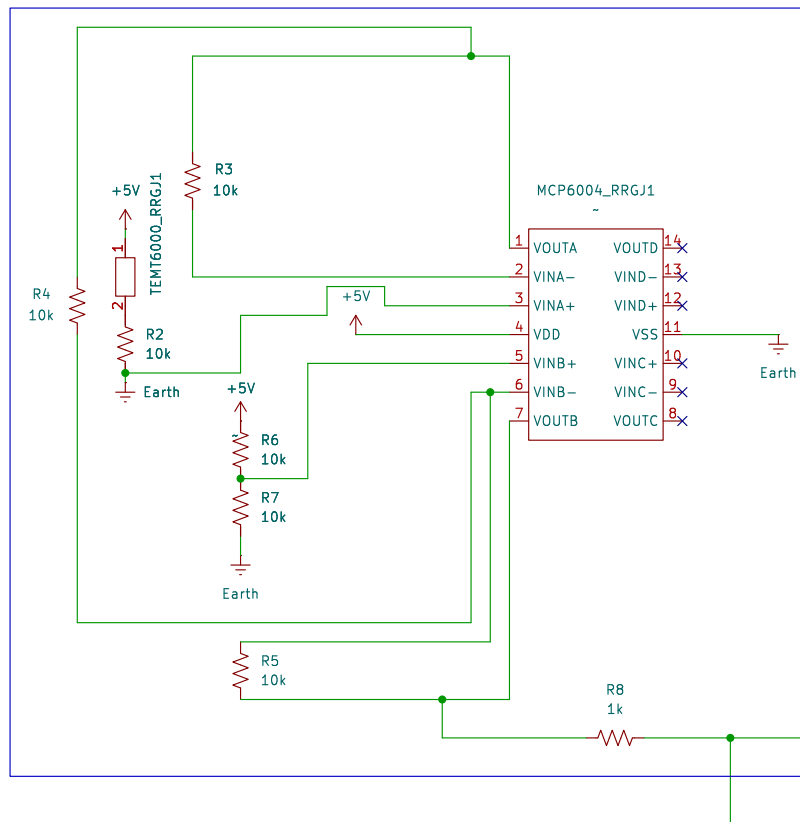 +5V
TEMT6000_RRGJ1
1
2
R3
10k
R4
10k
R2
10k
Earth
+5V
+5V
~
R6
10k
R7
10k
Earth
MCP6004_RRGJ1
~
1 VOUTA VOUTD 14
2 VINA- VIND- 13
3 VINA+ VIND+ 12
4 VDD VSS 11
5 VINB+ VINC+ 10
6 VINB- VINC- 9
7 VOUTB VOUTC 8
Earth
R5
10k
R8
1k